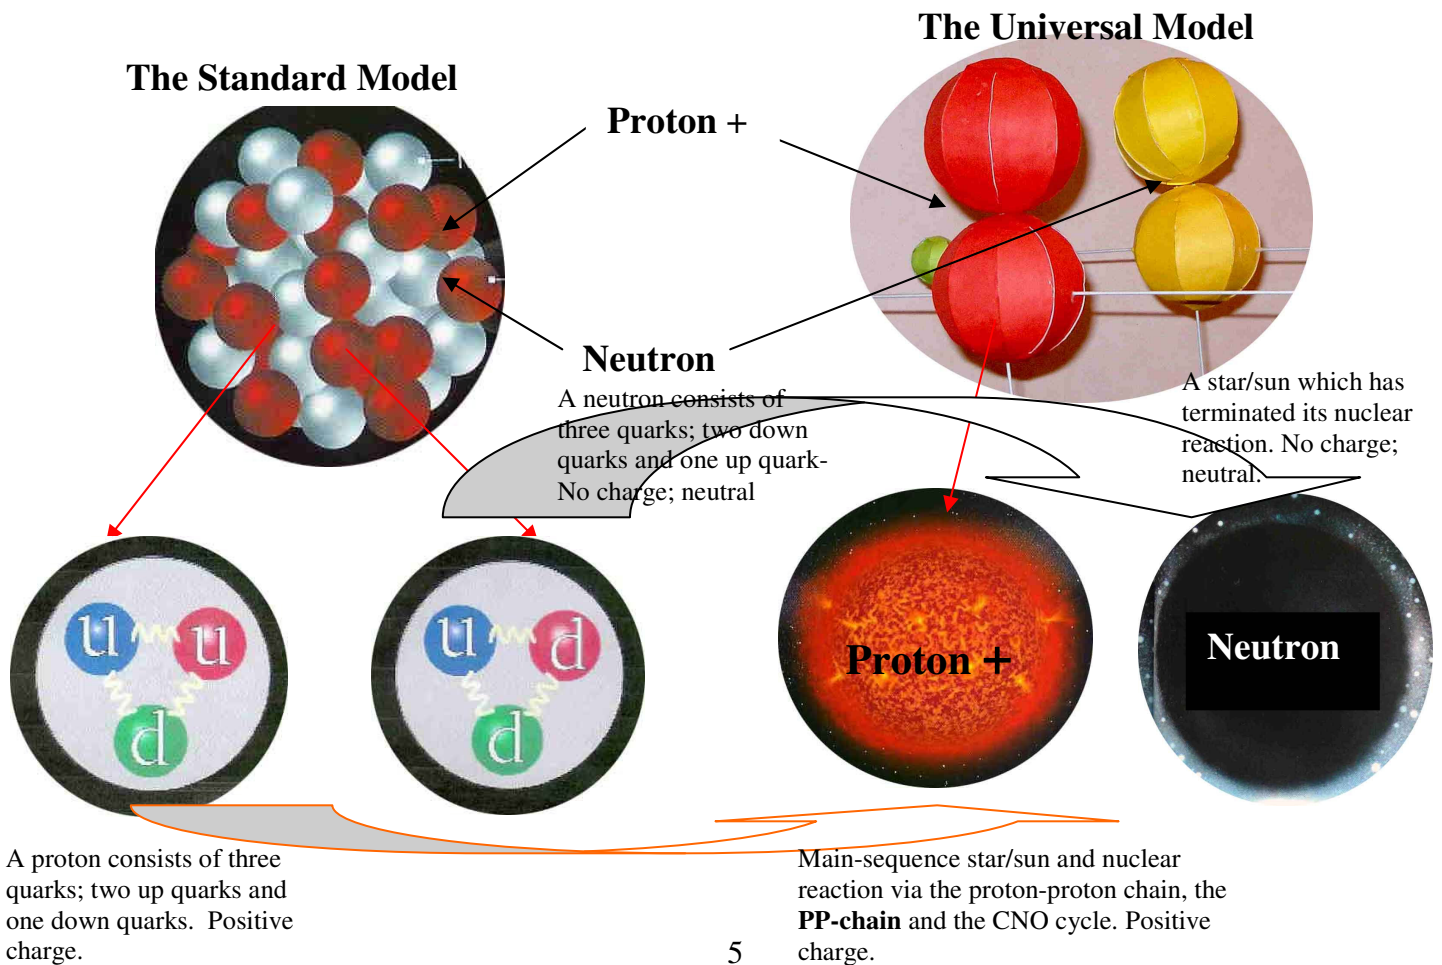 The Universal Model
The Standard Model
Proton +
Neutron
A neutron consists of
three quarks; two down
quarks and one up quark-
No charge; neutral
A star/sun which has
terminated its nuclear
reaction. No charge;
neutral.
u
u
d
u
d
d
Proton +
Neutron
A proton consists of three
quarks; two up quarks and
one down quarks. Positive
charge.
Main-sequence star/sun and nuclear
reaction via the proton-proton chain, the
PP-chain and the CNO cycle. Positive
charge.
5